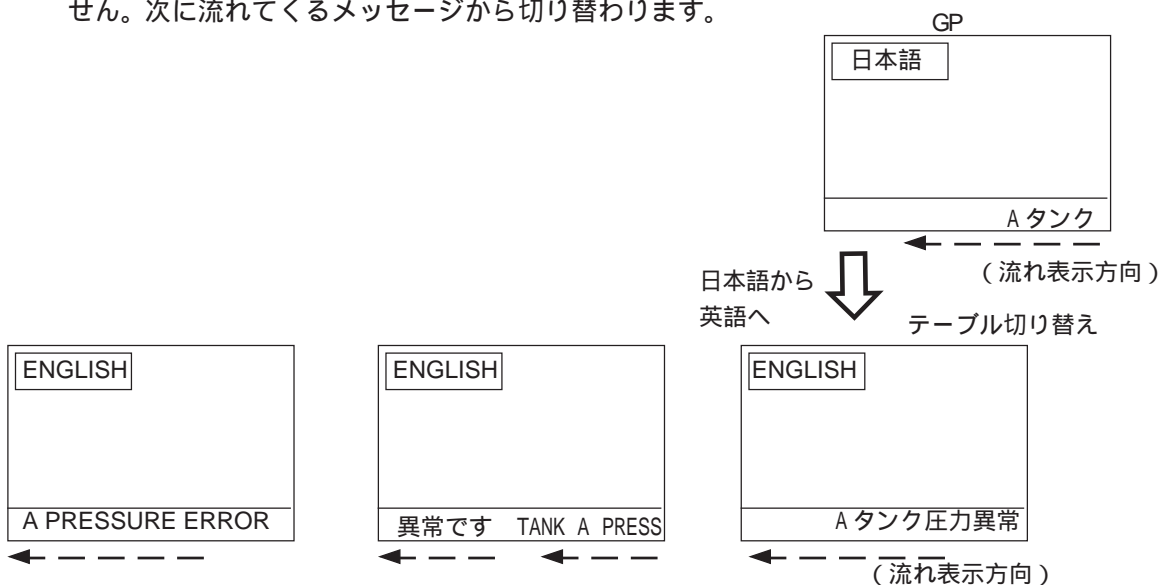 せん。次に流れてくるメッセージから切り替わります。
GP
日本語
A タンク
(流れ表示方向)
日本語から
英語へ
テーブル切り替え
ENGLISH
A PRESSURE ERROR
ENGLISH
異常です TANK A PRESS
ENGLISH
A タンク圧力異常
(流れ表示方向)